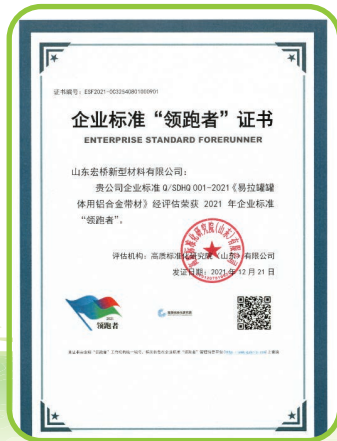 证书编号：ESF2021-0032540801000901
企业标准“领跑者”证书
ENTERPRISE STANDARD FORERUNNER
山东宏桥新型材料有限公司：
贵公司企业标准 Q/SDHQ 001-2021《易拉罐罐
体用铝合金带材》经评估荣获 2021 年企业标准
“领跑者”。
评估机构：高质标准化研究院（山东）有限公司
发证日期：2021 年 12 月 21 日
领跑者